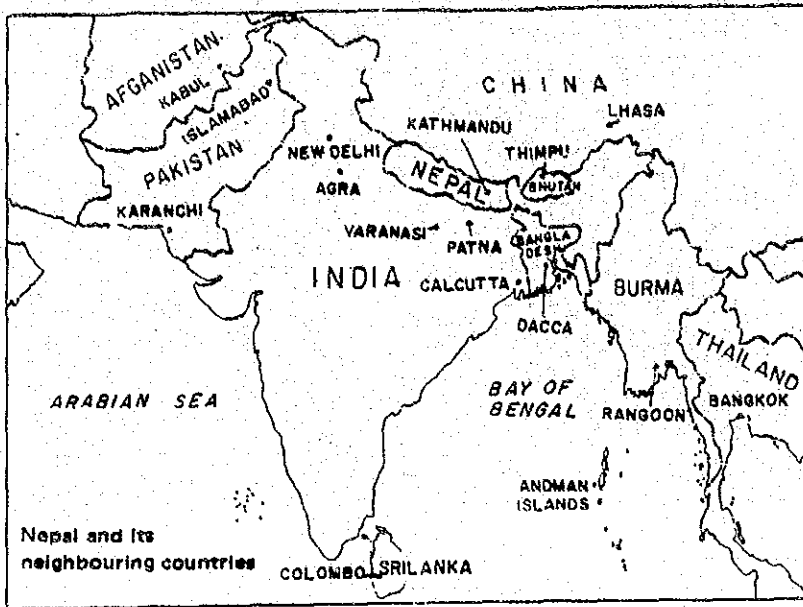 AFGANISTAN
KABUL
ISLAMABAD
PAKISTAN
KARANCHI
CHINA
LHASA
KATHMANDU
THIMPU
NEW DELHI
NEPAL
BHUTAN
AGRA
VARANASI
PATNA
BANGLA
DESH
INDIA
CALCUTTA
BURMA
DACCA
THAILAND
ARABIAN SEA
BAY OF
BENGAL
RANGOON
BANGKOK
ANDMAN
ISLANDS
Nepal and its
neighbouring countries
COLOMBO
SRILANKA